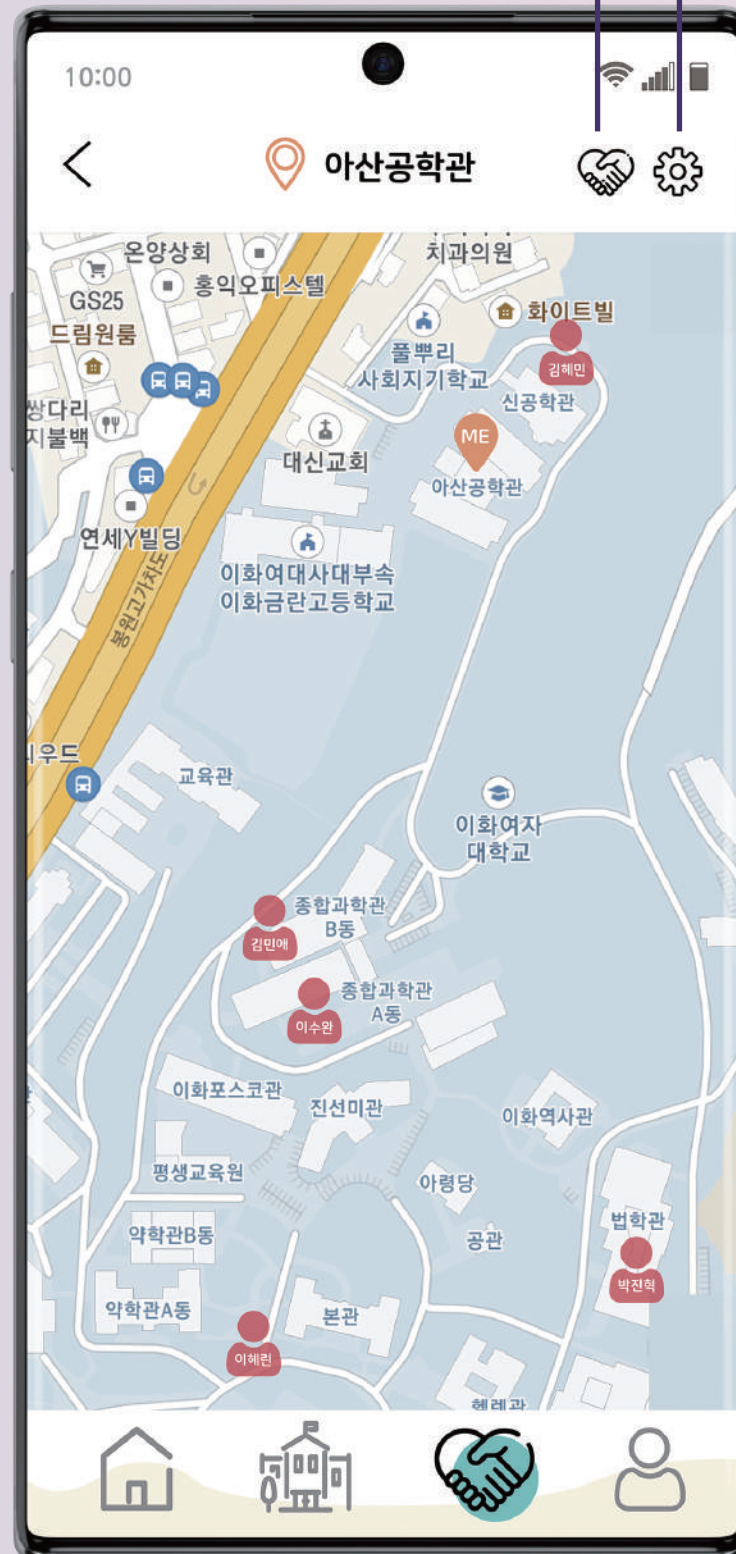 10:00
아산공학관
온양상회
치과의원
GS25
홍익오피스텔
화이트빌
드림원룸
풀뿌리
사회지기학교
김혜민
신공학관
쌍다리
지불백
ME
대신교회
아산공학관
연세Y빌딩
이화여대사대부속
이화금란고등학교
봉원고가차도
우드
교육관
이화여자
대학교
종합과학관
B동
김민애
종합과학관
A동
이수완
이화포스코관
진선미관
이화역사관
평생교육원
아령당
법학관
약학관B동
공관
박진혁
약학관A동
본관
이혜린
헬렌관